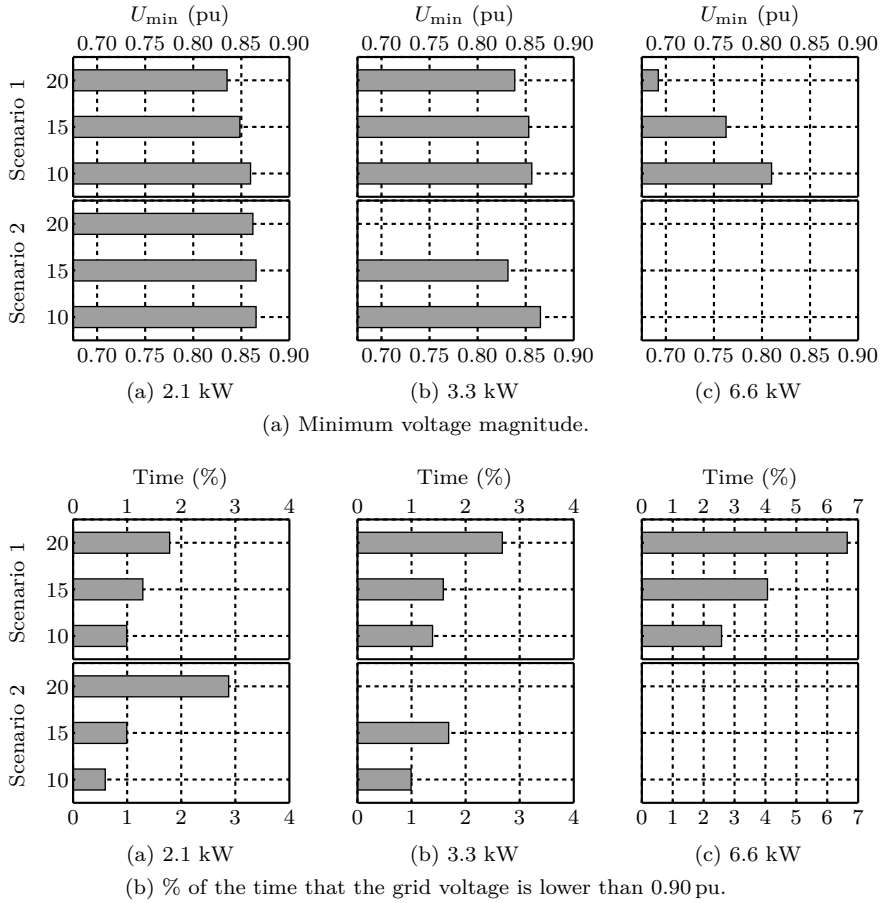 U_min (pu) U_min (pu) U_min (pu)
0.70 0.75 0.80 0.85 0.90 0.70 0.75 0.80 0.85 0.90 0.70 0.75 0.80 0.85 0.90
Scenario 1
20
15
10
Scenario 2
20
15
10
0.70 0.75 0.80 0.85 0.90 0.70 0.75 0.80 0.85 0.90 0.70 0.75 0.80 0.85 0.90
(a) 2.1 kW (b) 3.3 kW (c) 6.6 kW
(a) Minimum voltage magnitude.
Time (%) Time (%) Time (%)
0 1 2 3 4 0 1 2 3 4 0 1 2 3 4 5 6 7
Scenario 1
20
15
10
Scenario 2
20
15
10
0 1 2 3 4 0 1 2 3 4 0 1 2 3 4 5 6 7
(a) 2.1 kW (b) 3.3 kW (c) 6.6 kW
(b) % of the time that the grid voltage is lower than 0.90 pu.